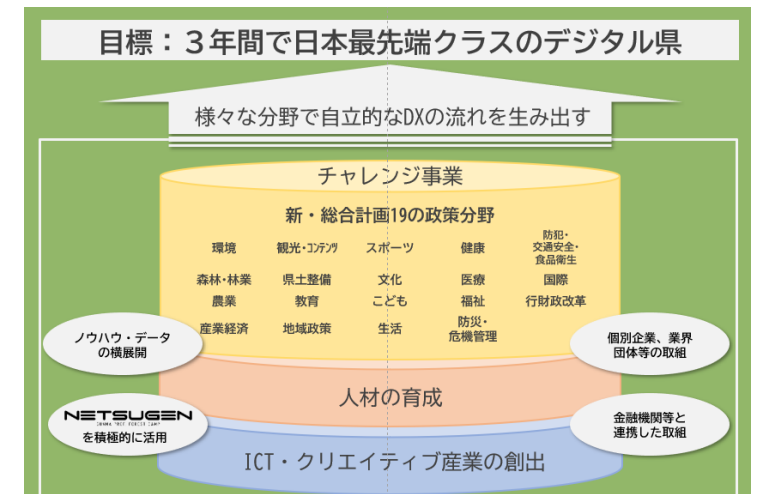 目標：３年間で日本最先端クラスのデジタル県
様々な分野で自立的なDXの流れを生み出す
チャレンジ事業
新・総合計画19の政策分野
環境 観光・コンテンツ スポーツ 健康 防犯・
交通安全・
食品衛生
森林・林業 県土整備 文化 医療 国際
農業 教育 こども 福祉 行財政改革
産業経済 地域政策 生活 防災・
危機管理
ノウハウ・データ
の横展開
個別企業、業界
団体等の取組
人材の育成
NETSUGEN
を積極的に活用
金融機関等と
連携した取組
ICT・クリエイティブ産業の創出